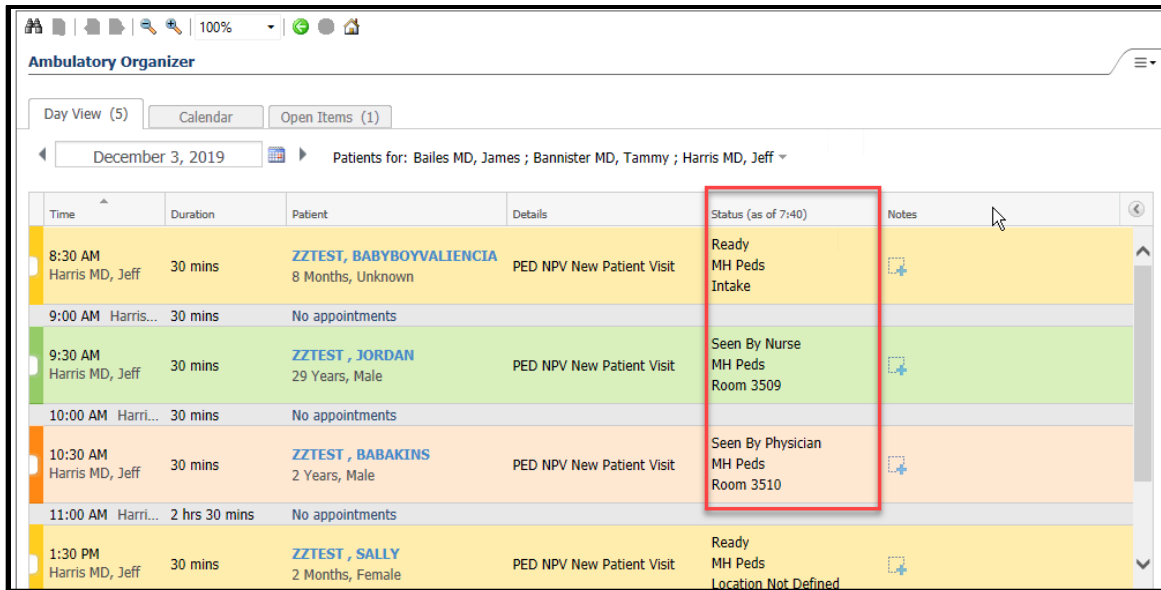 100%
Ambulatory Organizer
Day View (5) Calendar Open Items (1)
December 3, 2019 Patients for: Bailes MD, James ; Bannister MD, Tammy ; Harris MD, Jeff
Time Duration Patient Details Status (as of 7:40) Notes
8:30 AM
Harris MD, Jeff
30 mins
ZZTEST, BABYBOYVALIENCIA
8 Months, Unknown
PED NPV New Patient Visit
Ready
MH Peds
Intake
9:00 AM Harris... 30 mins No appointments
9:30 AM
Harris MD, Jeff
30 mins
ZZTEST , JORDAN
29 Years, Male
PED NPV New Patient Visit
Seen By Nurse
MH Peds
Room 3509
10:00 AM Harri... 30 mins No appointments
10:30 AM
Harris MD, Jeff
30 mins
ZZTEST , BABAKINS
2 Years, Male
PED NPV New Patient Visit
Seen By Physician
MH Peds
Room 3510
11:00 AM Harri... 2 hrs 30 mins No appointments
1:30 PM
Harris MD, Jeff
30 mins
ZZTEST , SALLY
2 Months, Female
PED NPV New Patient Visit
Ready
MH Peds
Location Not Defined